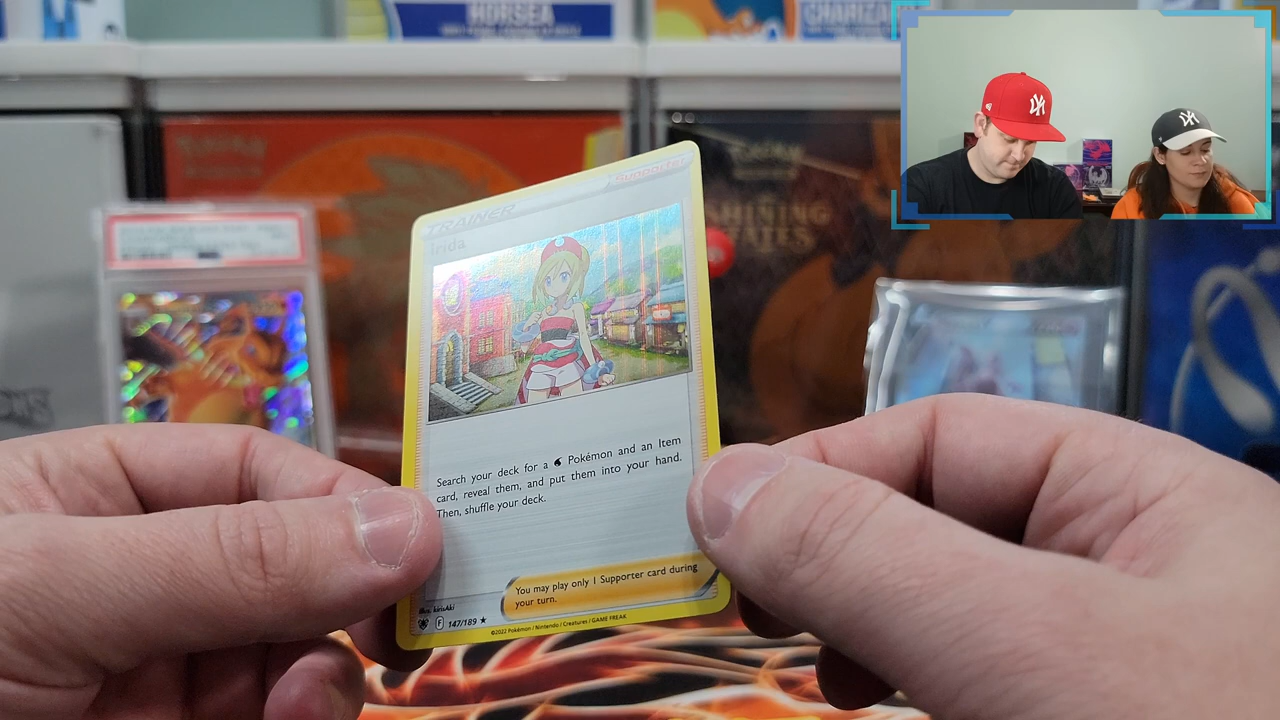 HORSEA
CHARIZA
SHINING
FATES
TRAINER
Supporter
Irida
Search your deck for a Pokémon and an Item
card, reveal them, and put them into your hand.
Then, shuffle your deck.
You may play only 1 Supporter card during
your turn.
illus. kirisAki
F 147/189 ★
©2022 Pokémon / Nintendo / Creatures / GAME FREAK